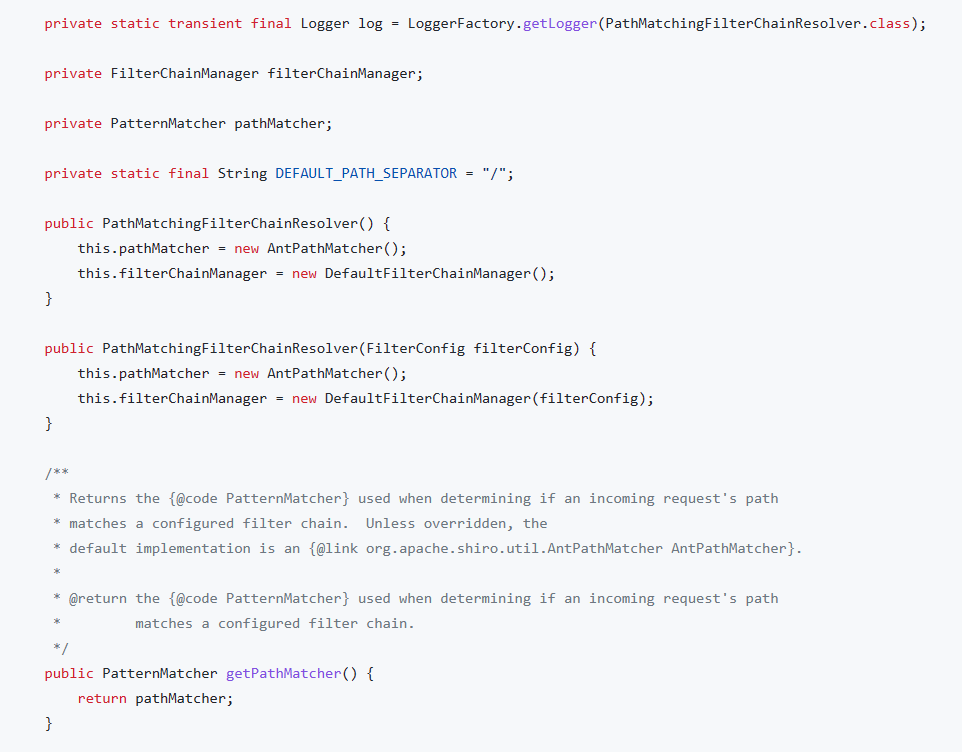 private static transient final Logger log = LoggerFactory.getLogger(PathMatchingFilterChainResolver.class);

private FilterChainManager filterChainManager;

private PatternMatcher pathMatcher;

private static final String DEFAULT_PATH_SEPARATOR = "/";

public PathMatchingFilterChainResolver() {
    this.pathMatcher = new AntPathMatcher();
    this.filterChainManager = new DefaultFilterChainManager();
}

public PathMatchingFilterChainResolver(FilterConfig filterConfig) {
    this.pathMatcher = new AntPathMatcher();
    this.filterChainManager = new DefaultFilterChainManager(filterConfig);
}

/**
 * Returns the {@code PatternMatcher} used when determining if an incoming request's path
 * matches a configured filter chain.  Unless overridden, the
 * default implementation is an {@link org.apache.shiro.util.AntPathMatcher AntPathMatcher}.
 *
 * @return the {@code PatternMatcher} used when determining if an incoming request's path
 *         matches a configured filter chain.
 */
public PatternMatcher getPathMatcher() {
    return pathMatcher;
}